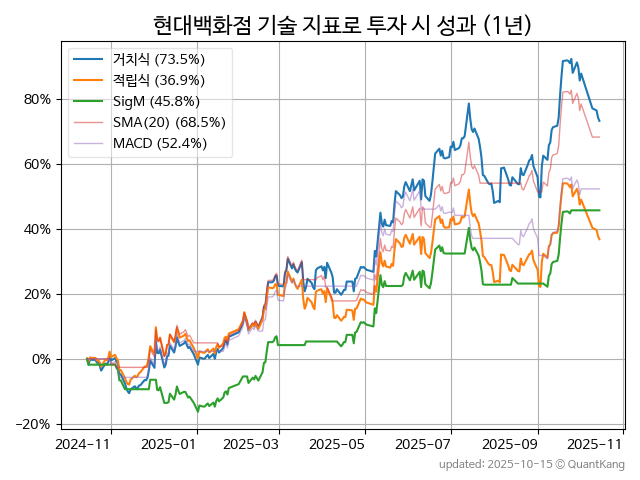 현대백화점 기술 지표로 투자 시 성과 (1년)
거치식 (73.5%)
적립식 (36.9%)
SigM (45.8%)
SMA(20) (68.5%)
MACD (52.4%)
80%
60%
40%
20%
0%
−20%
2024-11
2025-01
2025-03
2025-05
2025-07
2025-09
2025-11
updated: 2025-10-15 © QuantKang